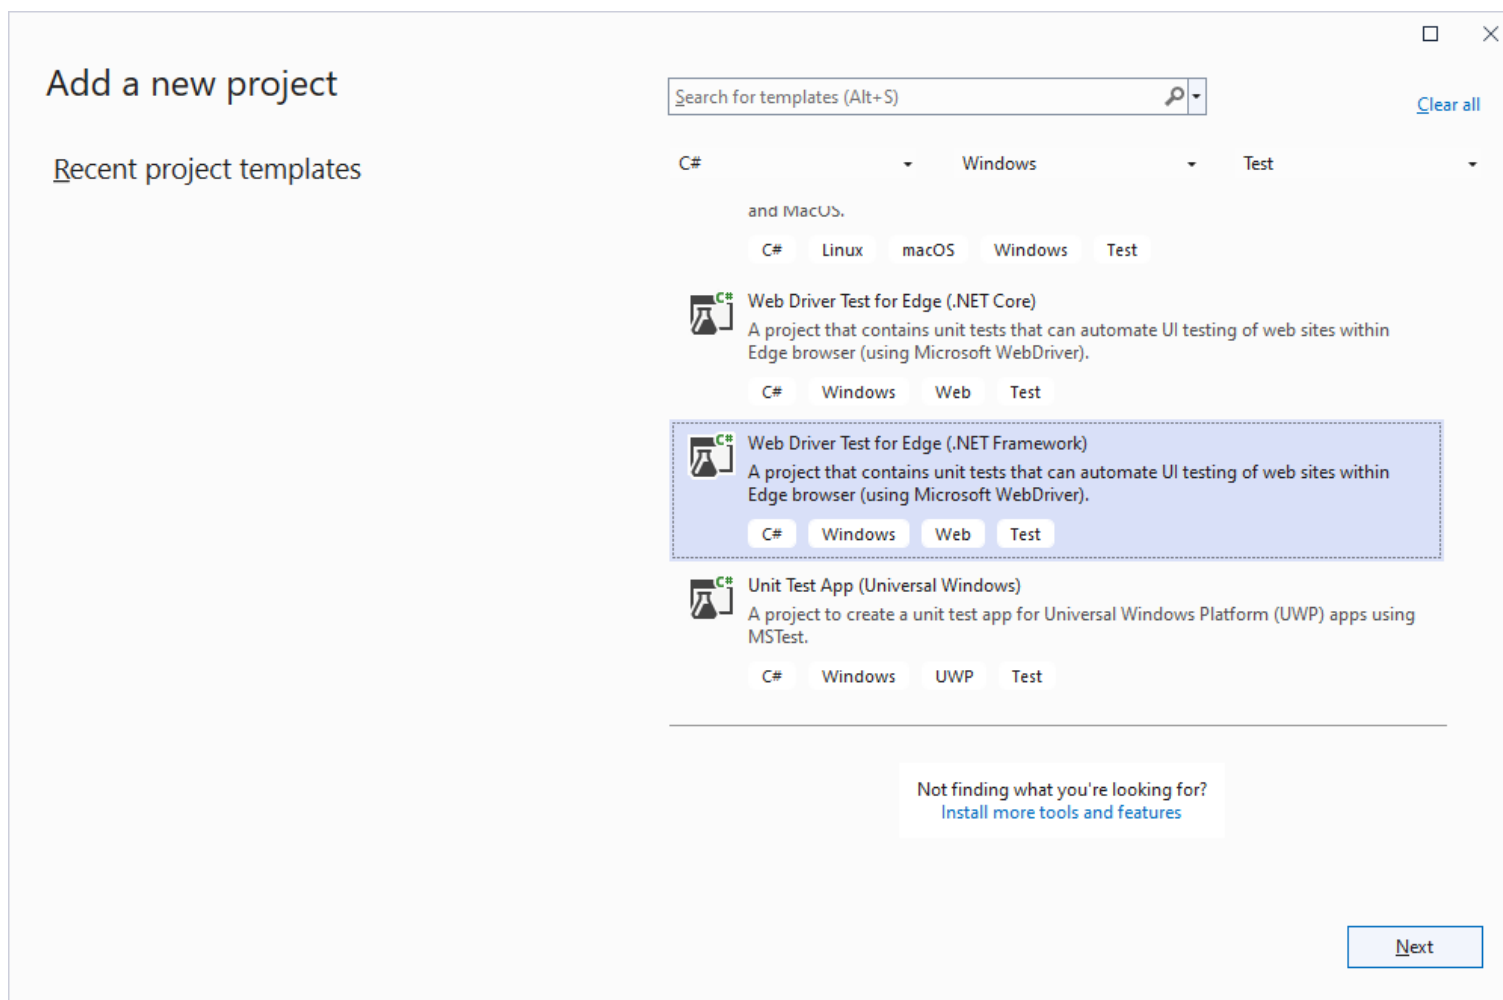 Add a new project
Search for templates (Alt+S)
Clear all
Recent project templates
C#
Windows
Test
and MacOS.
C# Linux macOS Windows Test
C#
Web Driver Test for Edge (.NET Core)
A project that contains unit tests that can automate UI testing of web sites within
Edge browser (using Microsoft WebDriver).
C# Windows Web Test
C#
Web Driver Test for Edge (.NET Framework)
A project that contains unit tests that can automate UI testing of web sites within
Edge browser (using Microsoft WebDriver).
C# Windows Web Test
C#
Unit Test App (Universal Windows)
A project to create a unit test app for Universal Windows Platform (UWP) apps using
MSTest.
C# Windows UWP Test
Not finding what you're looking for?
Install more tools and features
Next